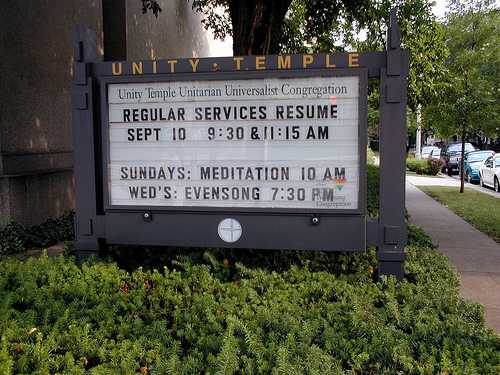 UNITY · TEMPLE
Unity Temple Unitarian Universalist Congregation
REGULAR SERVICES RESUME
SEPT 10 9:30 & 11:15 AM
SUNDAYS: MEDITATION 10 AM
WED'S: EVENSONG 7:30 PM
Congregation